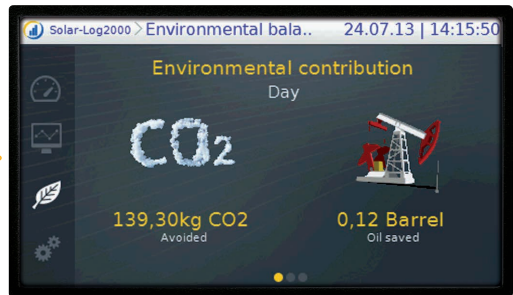 Solar-Log2000 > Environmental bala.. 24.07.13 | 14:15:50
Environmental contribution
Day
CO2
139,30kg CO2 0,12 Barrel
Avoided Oil saved